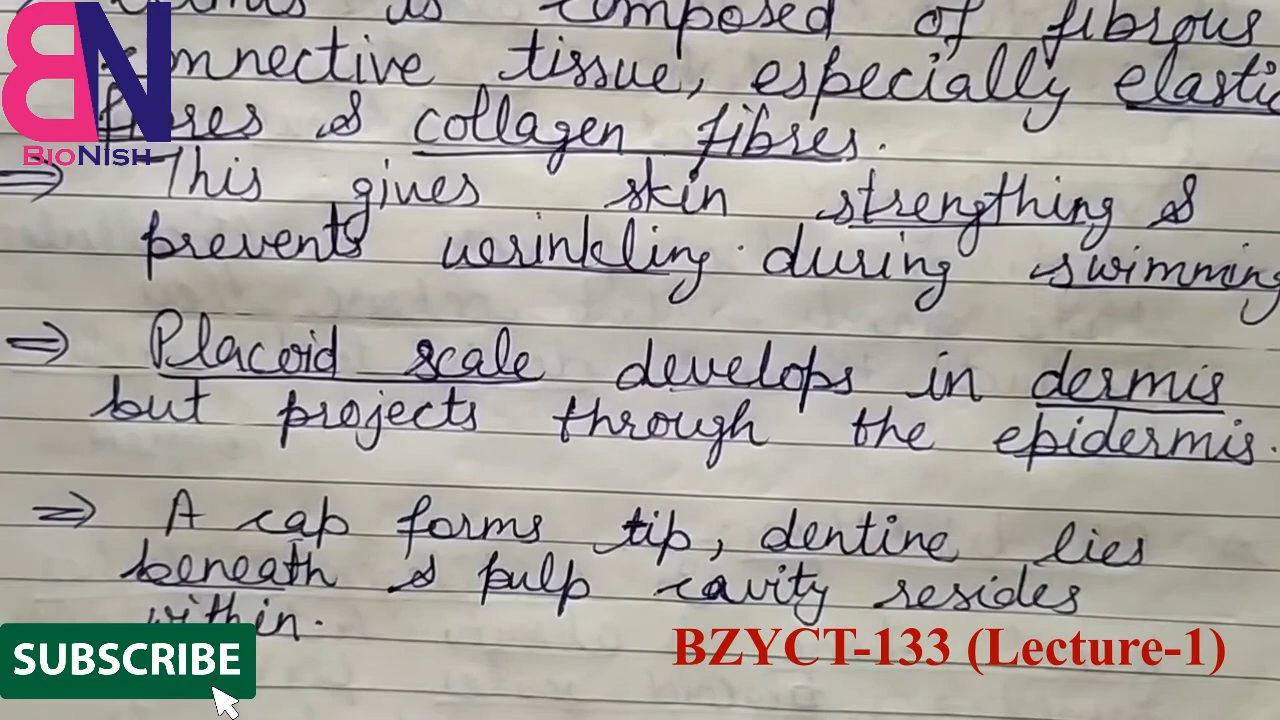 is composed of fibrous
connective tissue, especially elastic
fibres & collagen fibres.
BN
BIONISH
⇒ This gives skin strengthing &
prevents wrinkling during swimming
⇒ Placoid scale develops in dermis
but projects through the epidermis.
⇒ A cap forms tip, dentine lies
beneath & pulp cavity resides
within.
SUBSCRIBE
BZYCT-133 (Lecture-1)